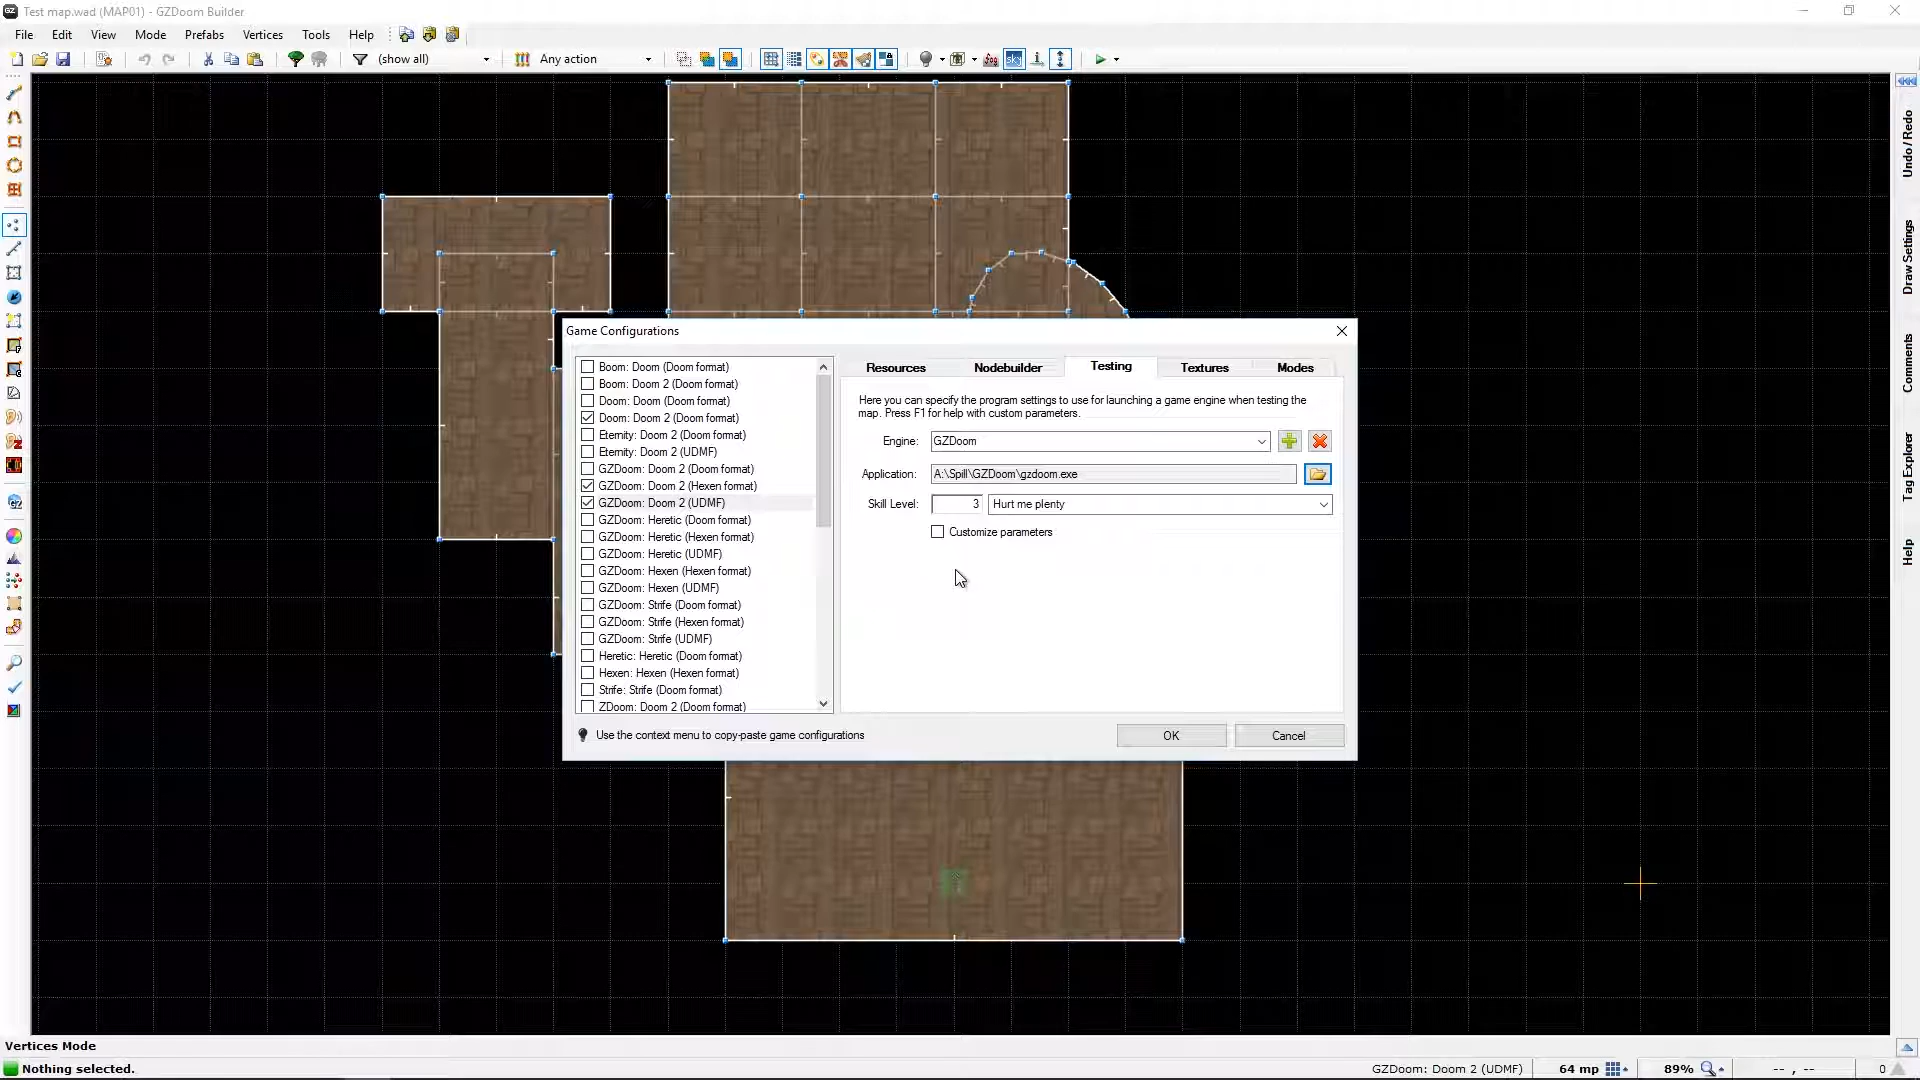 Test map.wad (MAP01) - GZDoom Builder
File Edit View Mode Prefabs Vertices Tools Help
(show all) Any action
Undo / Redo
Draw Settings
Comments
Tag Explorer
Help
Game Configurations
Boom: Doom (Doom format)
Boom: Doom 2 (Doom format)
Doom: Doom (Doom format)
Doom: Doom 2 (Doom format)
Eternity: Doom 2 (Doom format)
Eternity: Doom 2 (UDMF)
GZDoom: Doom 2 (Doom format)
GZDoom: Doom 2 (Hexen format)
GZDoom: Doom 2 (UDMF)
GZDoom: Heretic (Doom format)
GZDoom: Heretic (Hexen format)
GZDoom: Heretic (UDMF)
GZDoom: Hexen (Hexen format)
GZDoom: Hexen (UDMF)
GZDoom: Strife (Doom format)
GZDoom: Strife (Hexen format)
GZDoom: Strife (UDMF)
Heretic: Heretic (Doom format)
Hexen: Hexen (Hexen format)
Strife: Strife (Doom format)
ZDoom: Doom 2 (Doom format)
Resources Nodebuilder Testing Textures Modes
Here you can specify the program settings to use for launching a game engine when testing the
map. Press F1 for help with custom parameters.
Engine: GZDoom
Application: A:\Spill\GZDoom\gzdoom.exe
Skill Level: 3 Hurt me plenty
Customize parameters
Use the context menu to copy-paste game configurations
OK Cancel
Vertices Mode
Nothing selected. GZDoom: Doom 2 (UDMF) 64 mp 89% -- , -- 0